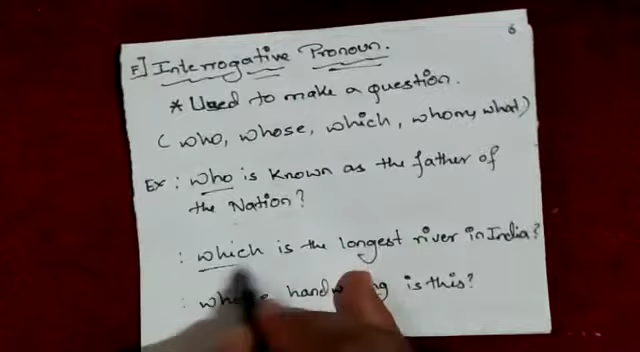 6
F] Interrogative Pronoun.
* Used to make a question.
( who, whose, which, whom, what)
Ex : who is known as the father of
the Nation?
: which is the longest river in India?
: is this?